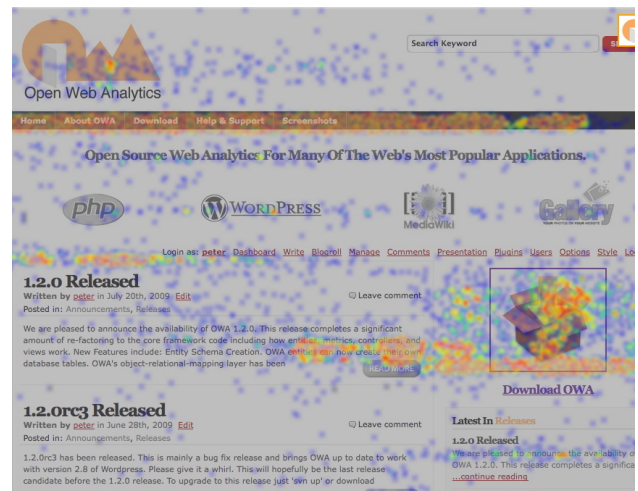 Search Keyword
Open Web Analytics
Home About OWA Download Help & Support Screenshots
Open Source Web Analytics For Many Of The Web's Most Popular Applications.
php
WORDPRESS
MediaWiki
Gallery
Login as: peter Dashboard Write Blogroll Manage Comments Presentation Plugins Users Options Style
1.2.0 Released
Written by peter in July 20th, 2009 Edit
Leave comment
Posted in: Announcements, Releases
We are pleased to announce the availability of OWA 1.2.0. This release completes a significant
amount of re-factoring to the core framework code including how entities, metrics, controllers, and
views work. New Features include: Entity Schema Creation. OWA entities can now create their own
database tables. OWA's object-relational-mapping layer has been
READ MORE
Download OWA
1.2.0rc3 Released
Written by peter in June 28th, 2009 Edit
Leave comment
Posted in: Announcements, Releases
1.2.0rc3 has been released. This is mainly a bug fix release and brings OWA up to date to work
with version 2.8 of Wordpress. Please give it a whirl. This will hopefully be the last release
candidate before the 1.2.0 release. To upgrade to this release just 'svn up' or download
Latest In Releases
1.2.0 Released
We are pleased to announce the availability of
OWA 1.2.0. This release completes a significa
...continue reading